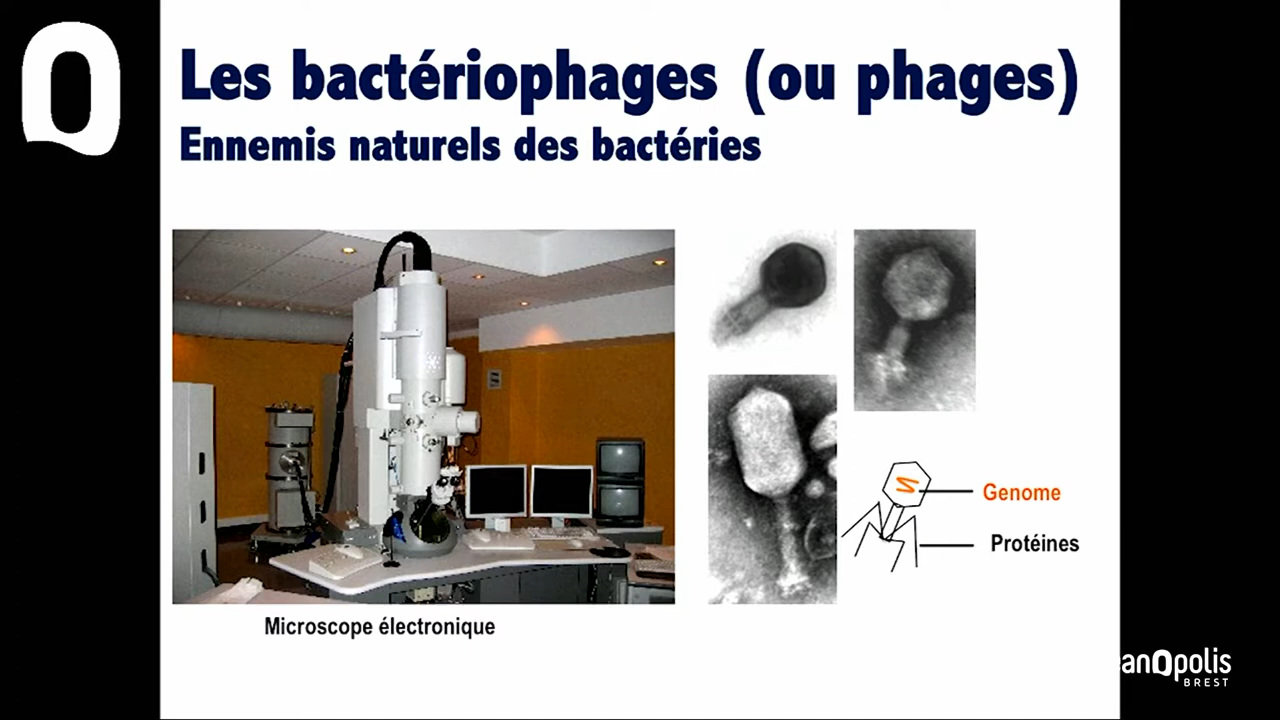 Les bactériophages (ou phages)
Ennemis naturels des bactéries
Genome
Protéines
Microscope électronique
anOpolis
BREST